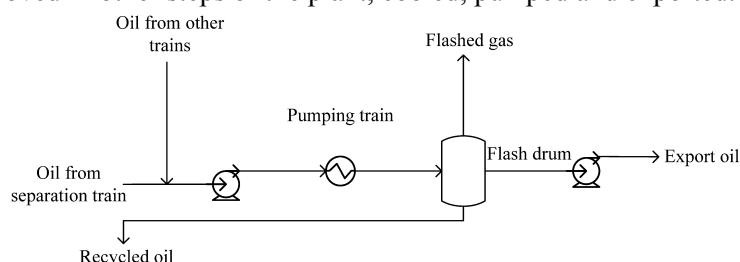 Oil from other
trains
Flashed gas
Pumping train
Flash drum
Export oil
Oil from
separation train
Recycled oil